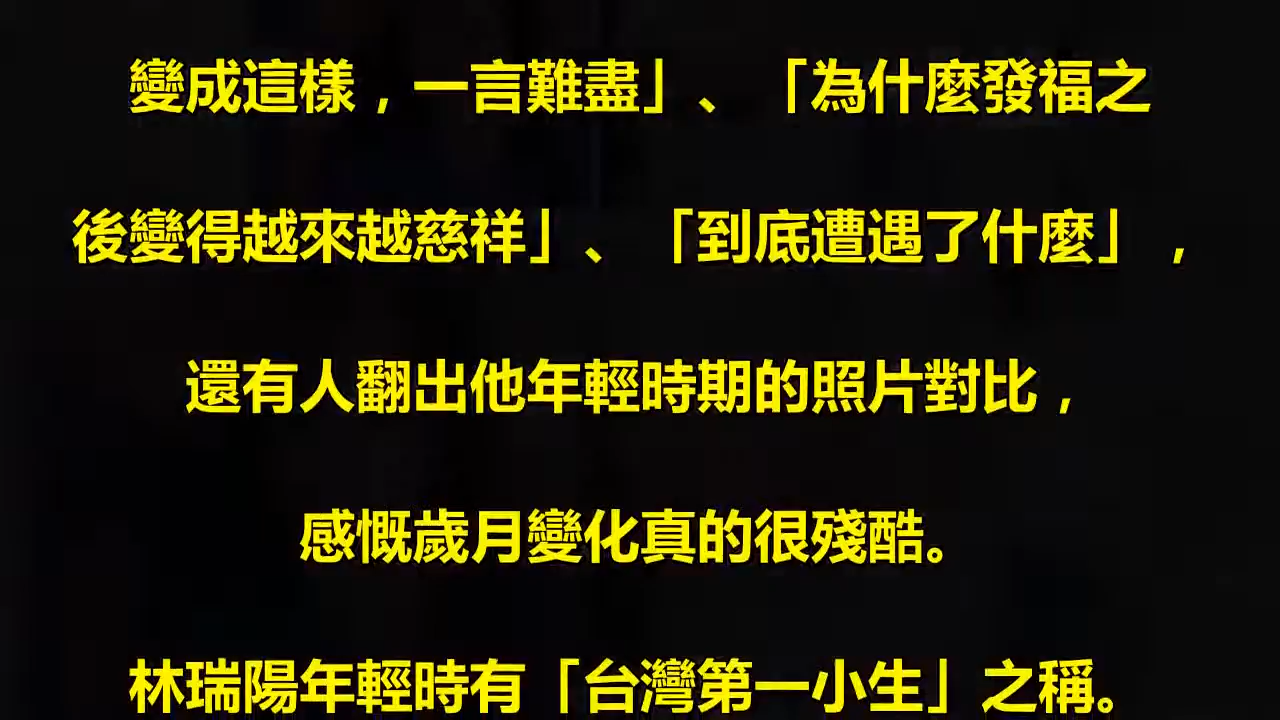 變成這樣，一言難盡」、「為什麼發福之
後變得越來越慈祥」、「到底遭遇了什麼」，
還有人翻出他年輕時期的照片對比，
感慨歲月變化真的很殘酷。
林瑞陽年輕時有「台灣第一小生」之稱。